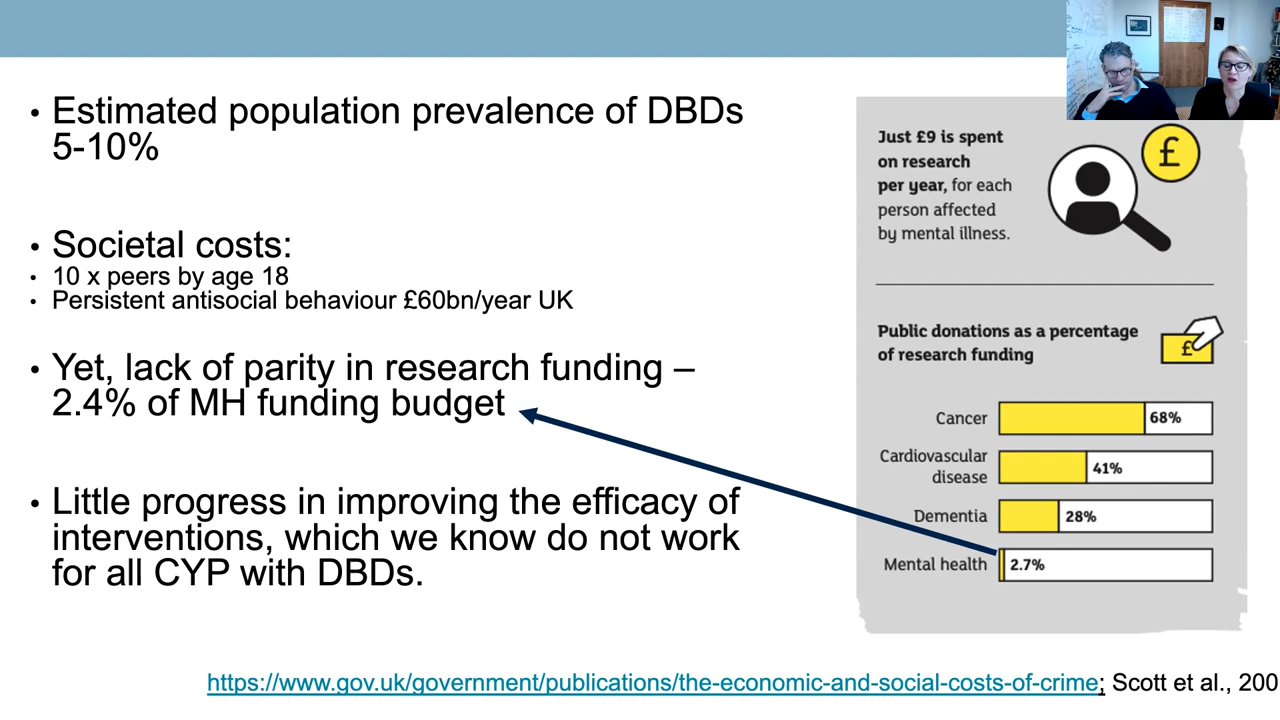 • Estimated population prevalence of DBDs
5-10%
• Societal costs:
• 10 x peers by age 18
• Persistent antisocial behaviour £60bn/year UK
• Yet, lack of parity in research funding –
2.4% of MH funding budget
• Little progress in improving the efficacy of
interventions, which we know do not work
for all CYP with DBDs.
Just £9 is spent
on research
per year, for each
person affected
by mental illness.
£
Public donations as a percentage
of research funding
£
Cancer 68%
Cardiovascular
disease 41%
Dementia 28%
Mental health 2.7%
https://www.gov.uk/government/publications/the-economic-and-social-costs-of-crime; Scott et al., 200